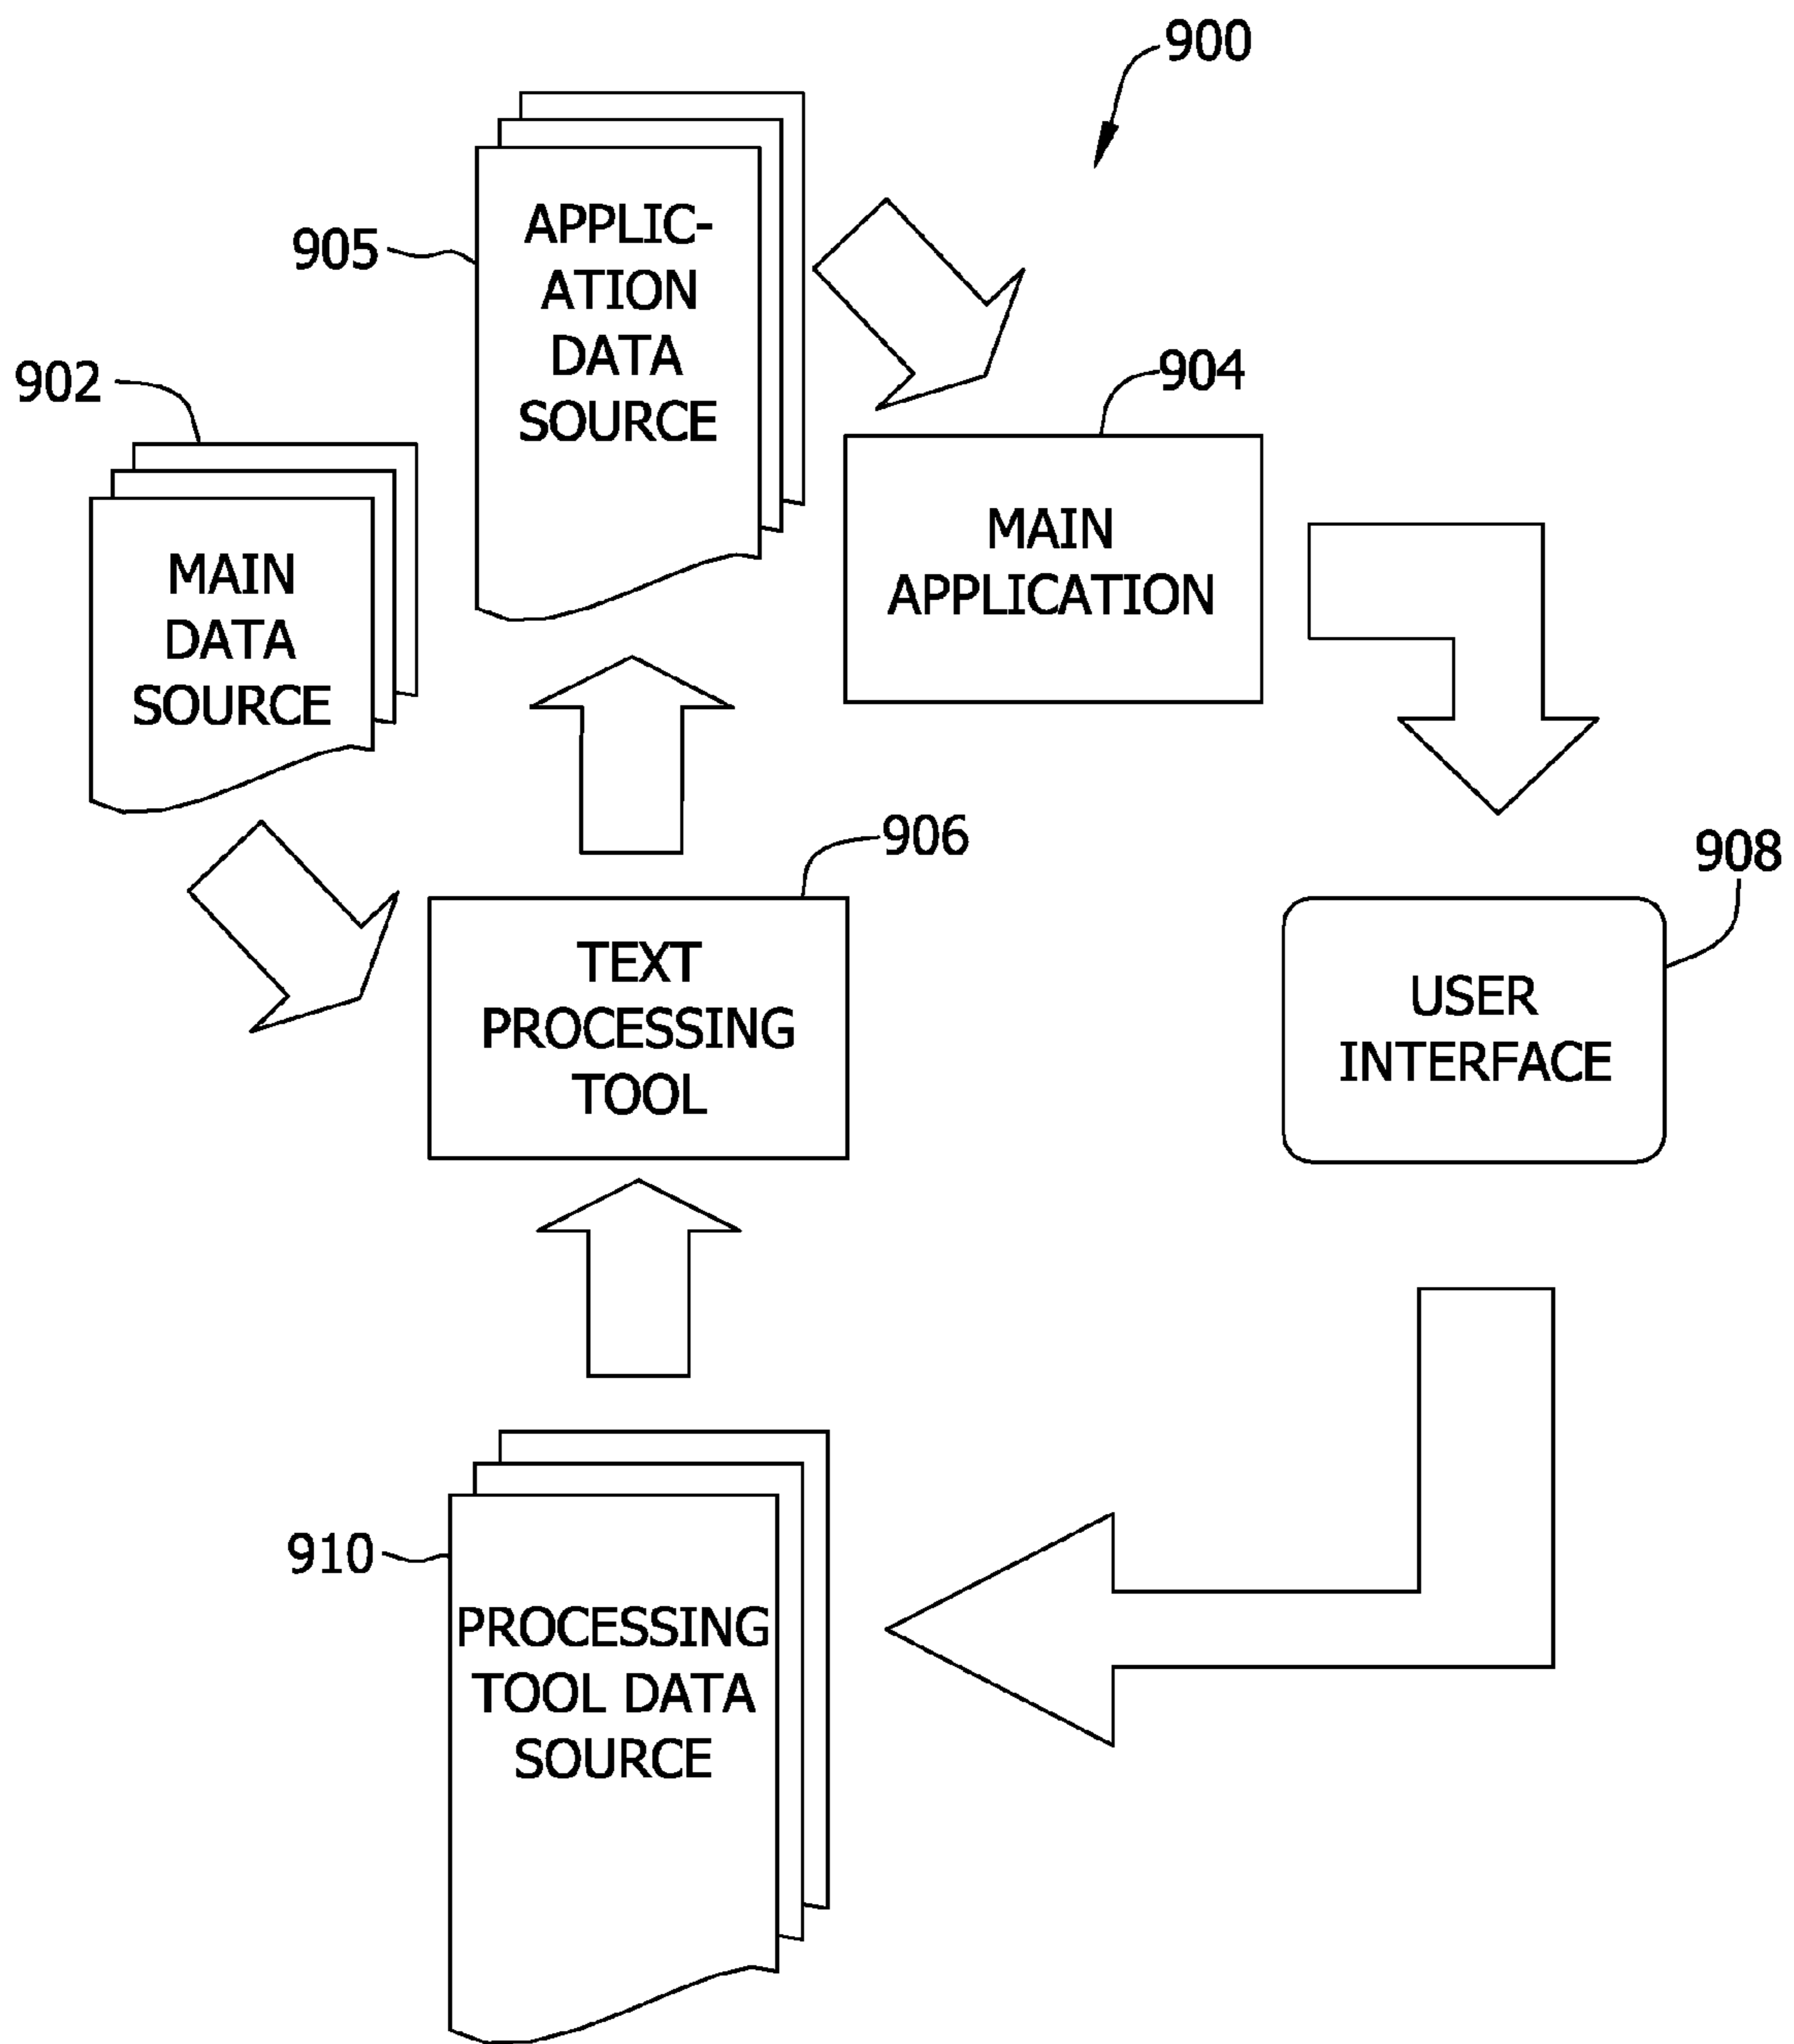 900
905
APPLIC-
ATION
DATA
SOURCE
902
904
MAIN
DATA
SOURCE
MAIN
APPLICATION
906
908
TEXT
PROCESSING
TOOL
USER
INTERFACE
910
PROCESSING
TOOL DATA
SOURCE